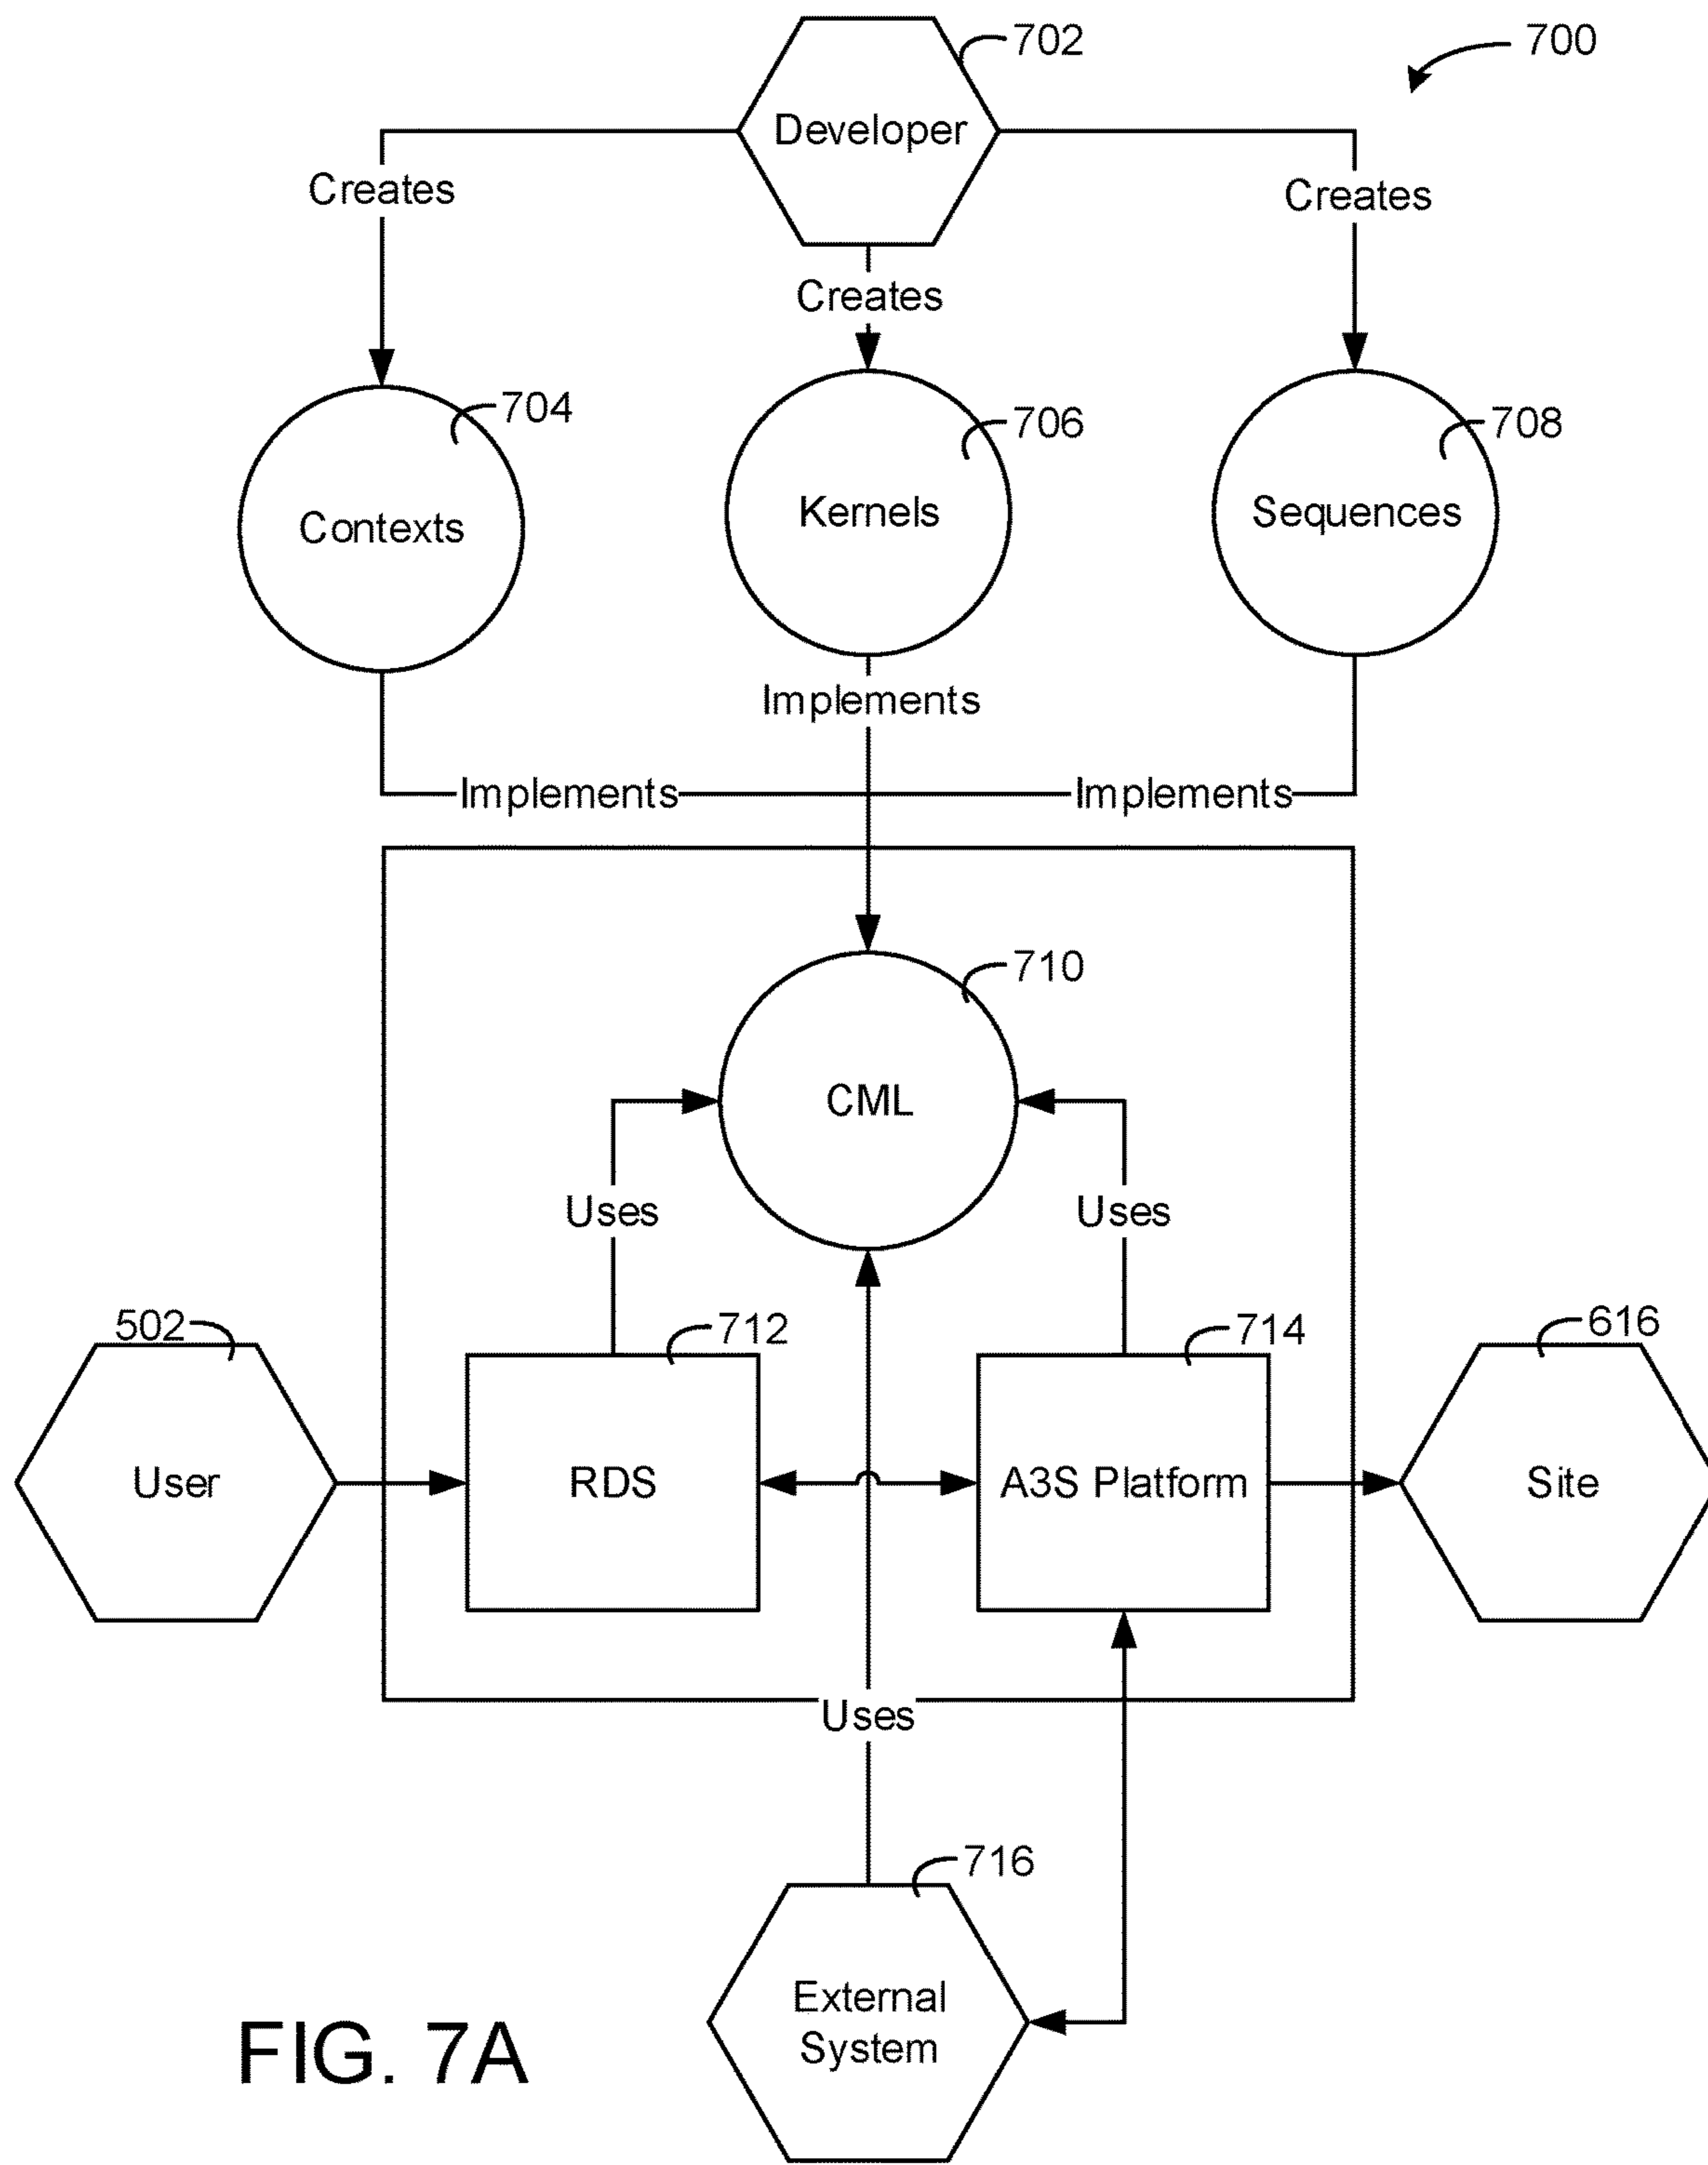 702
700
Developer
Creates
Creates
Creates
704
706
708
Contexts
Kernels
Sequences
Implements
Implements
Implements
710
CML
Uses
Uses
502
712
714
616
User
RDS
A3S Platform
Site
Uses
716
External
System
FIG. 7A